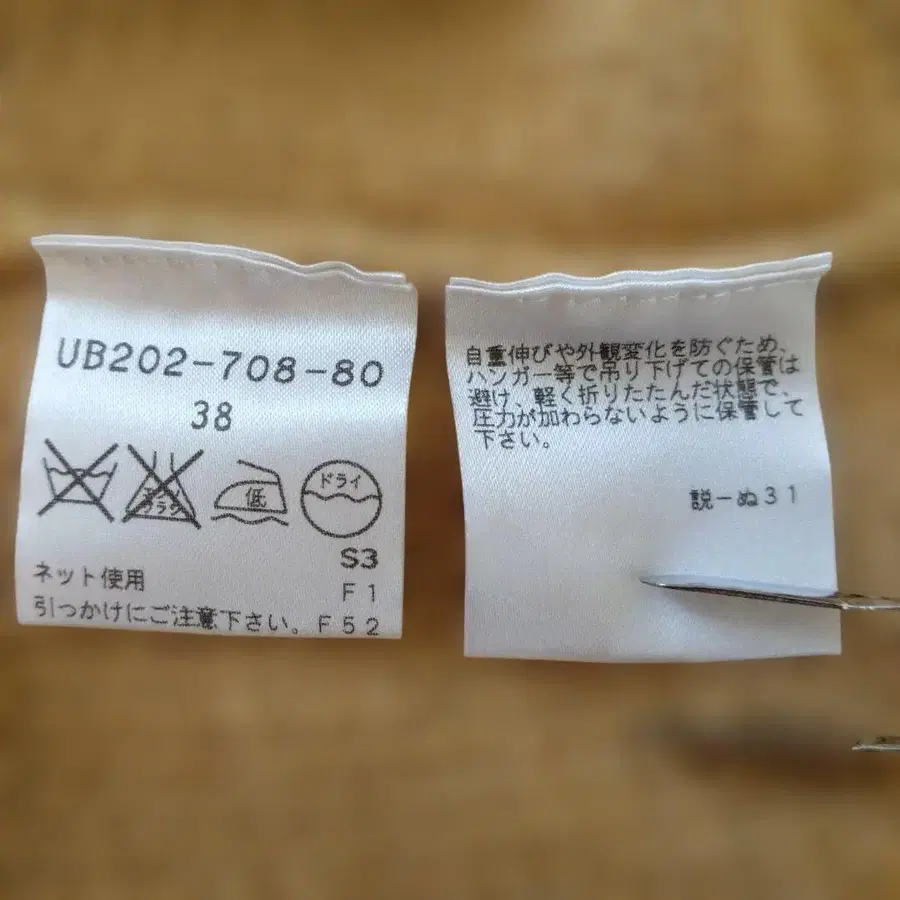 UB202-708-80
38
低
ドライ
S3
ネット使用
F1
引っかけにご注意下さい。F52
自重伸びや外観変化を防ぐため、
ハンガー等で吊り下げての保管は
避け、軽く折りたたんだ状態で、
圧力が加わらないように保管して
下さい。
説ーぬ31